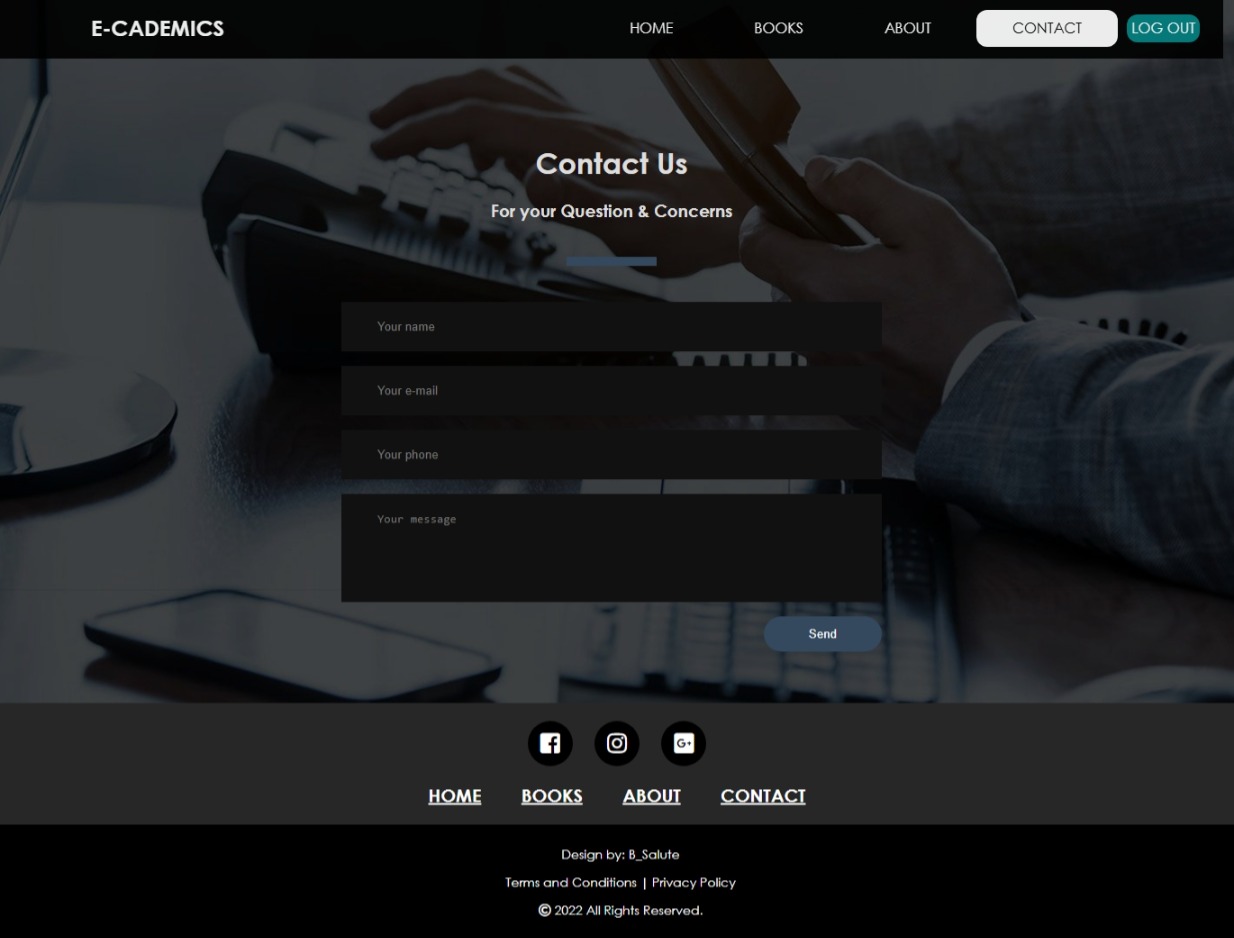 E-CADEMICS
HOME BOOKS ABOUT CONTACT LOG OUT
Contact Us
For your Question & Concerns
Your name
Your e-mail
Your phone
Your message
Send
G+
HOME BOOKS ABOUT CONTACT
Design by: B_Salute
Terms and Conditions | Privacy Policy
© 2022 All Rights Reserved.